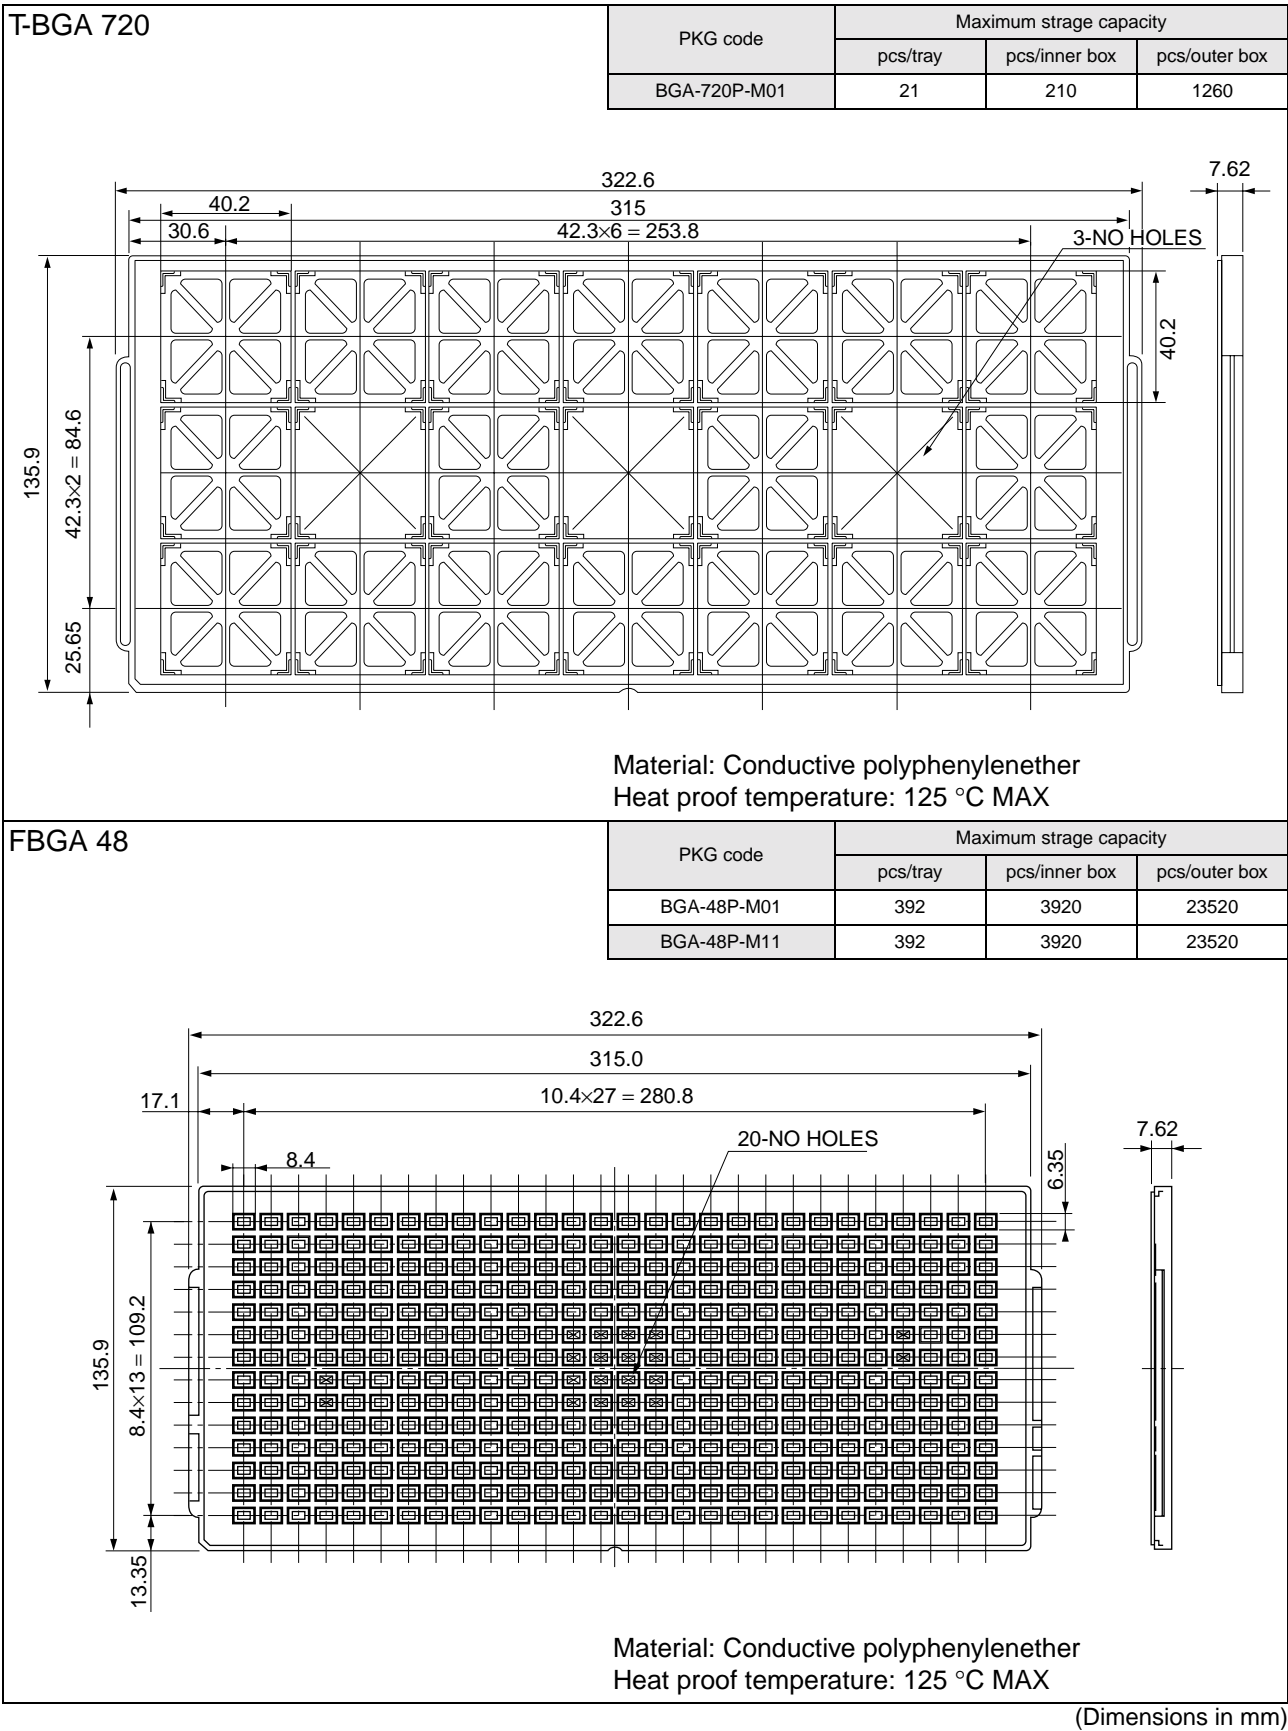 T-BGA 720
PKG code
Maximum strage capacity
pcs/tray
pcs/inner box
pcs/outer box
BGA-720P-M01
21
210
1260
322.6
7.62
40.2
315
30.6
42.3×6 = 253.8
3-NO HOLES
40.2
135.9
42.3×2 = 84.6
25.65
Material: Conductive polyphenylenether
Heat proof temperature: 125 °C MAX
FBGA 48
PKG code
Maximum strage capacity
pcs/tray
pcs/inner box
pcs/outer box
BGA-48P-M01
392
3920
23520
BGA-48P-M11
392
3920
23520
322.6
315.0
17.1
10.4×27 = 280.8
20-NO HOLES
7.62
8.4
6.35
135.9
8.4×13 = 109.2
13.35
Material: Conductive polyphenylenether
Heat proof temperature: 125 °C MAX
(Dimensions in mm)